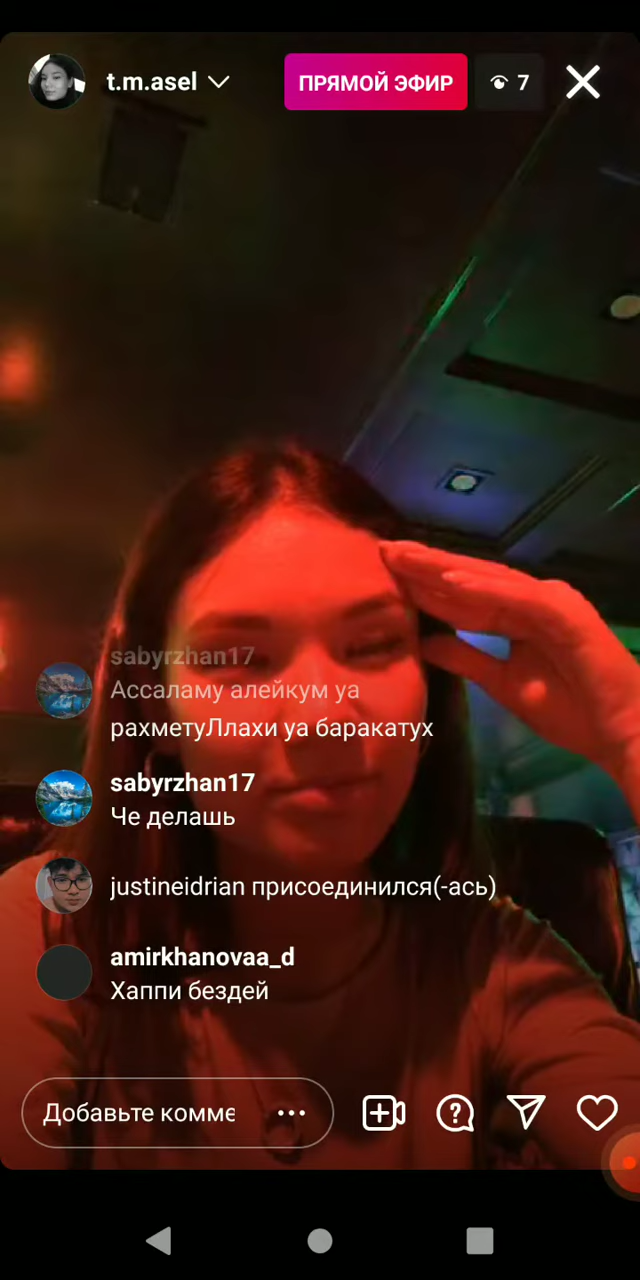 t.m.asel
ПРЯМОЙ ЭФИР
7
sabyrzhan17
Ассаламу алейкум уа
рахметуЛлахи уа баракатух
sabyrzhan17
Че делашь
justineidrian присоединился(-ась)
amirkhanovaa_d
Хаппи бездей
Добавьте комме